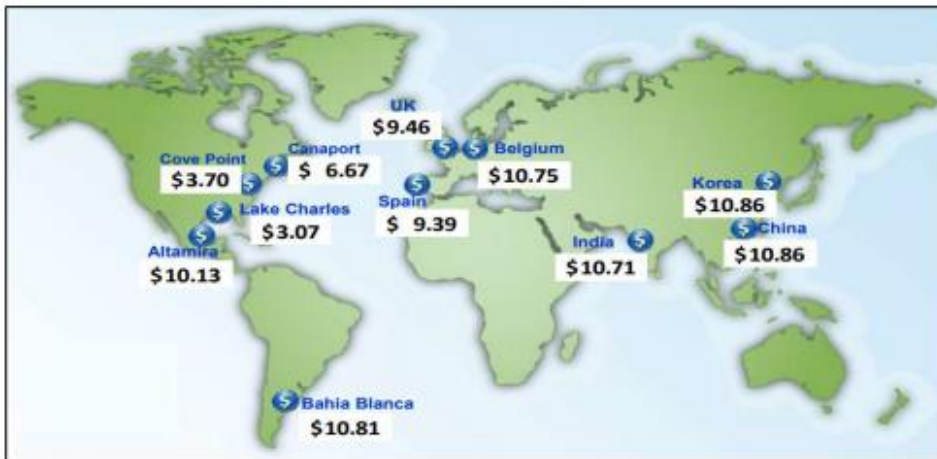 UK
$9.46
Canaport
$ 6.67
Cove Point
$3.70
Belgium
$10.75
Korea
$10.86
Spain
$ 9.39
Lake Charles
$3.07
China
$10.86
India
$10.71
Altamira
$10.13
Bahia Blanca
$10.81